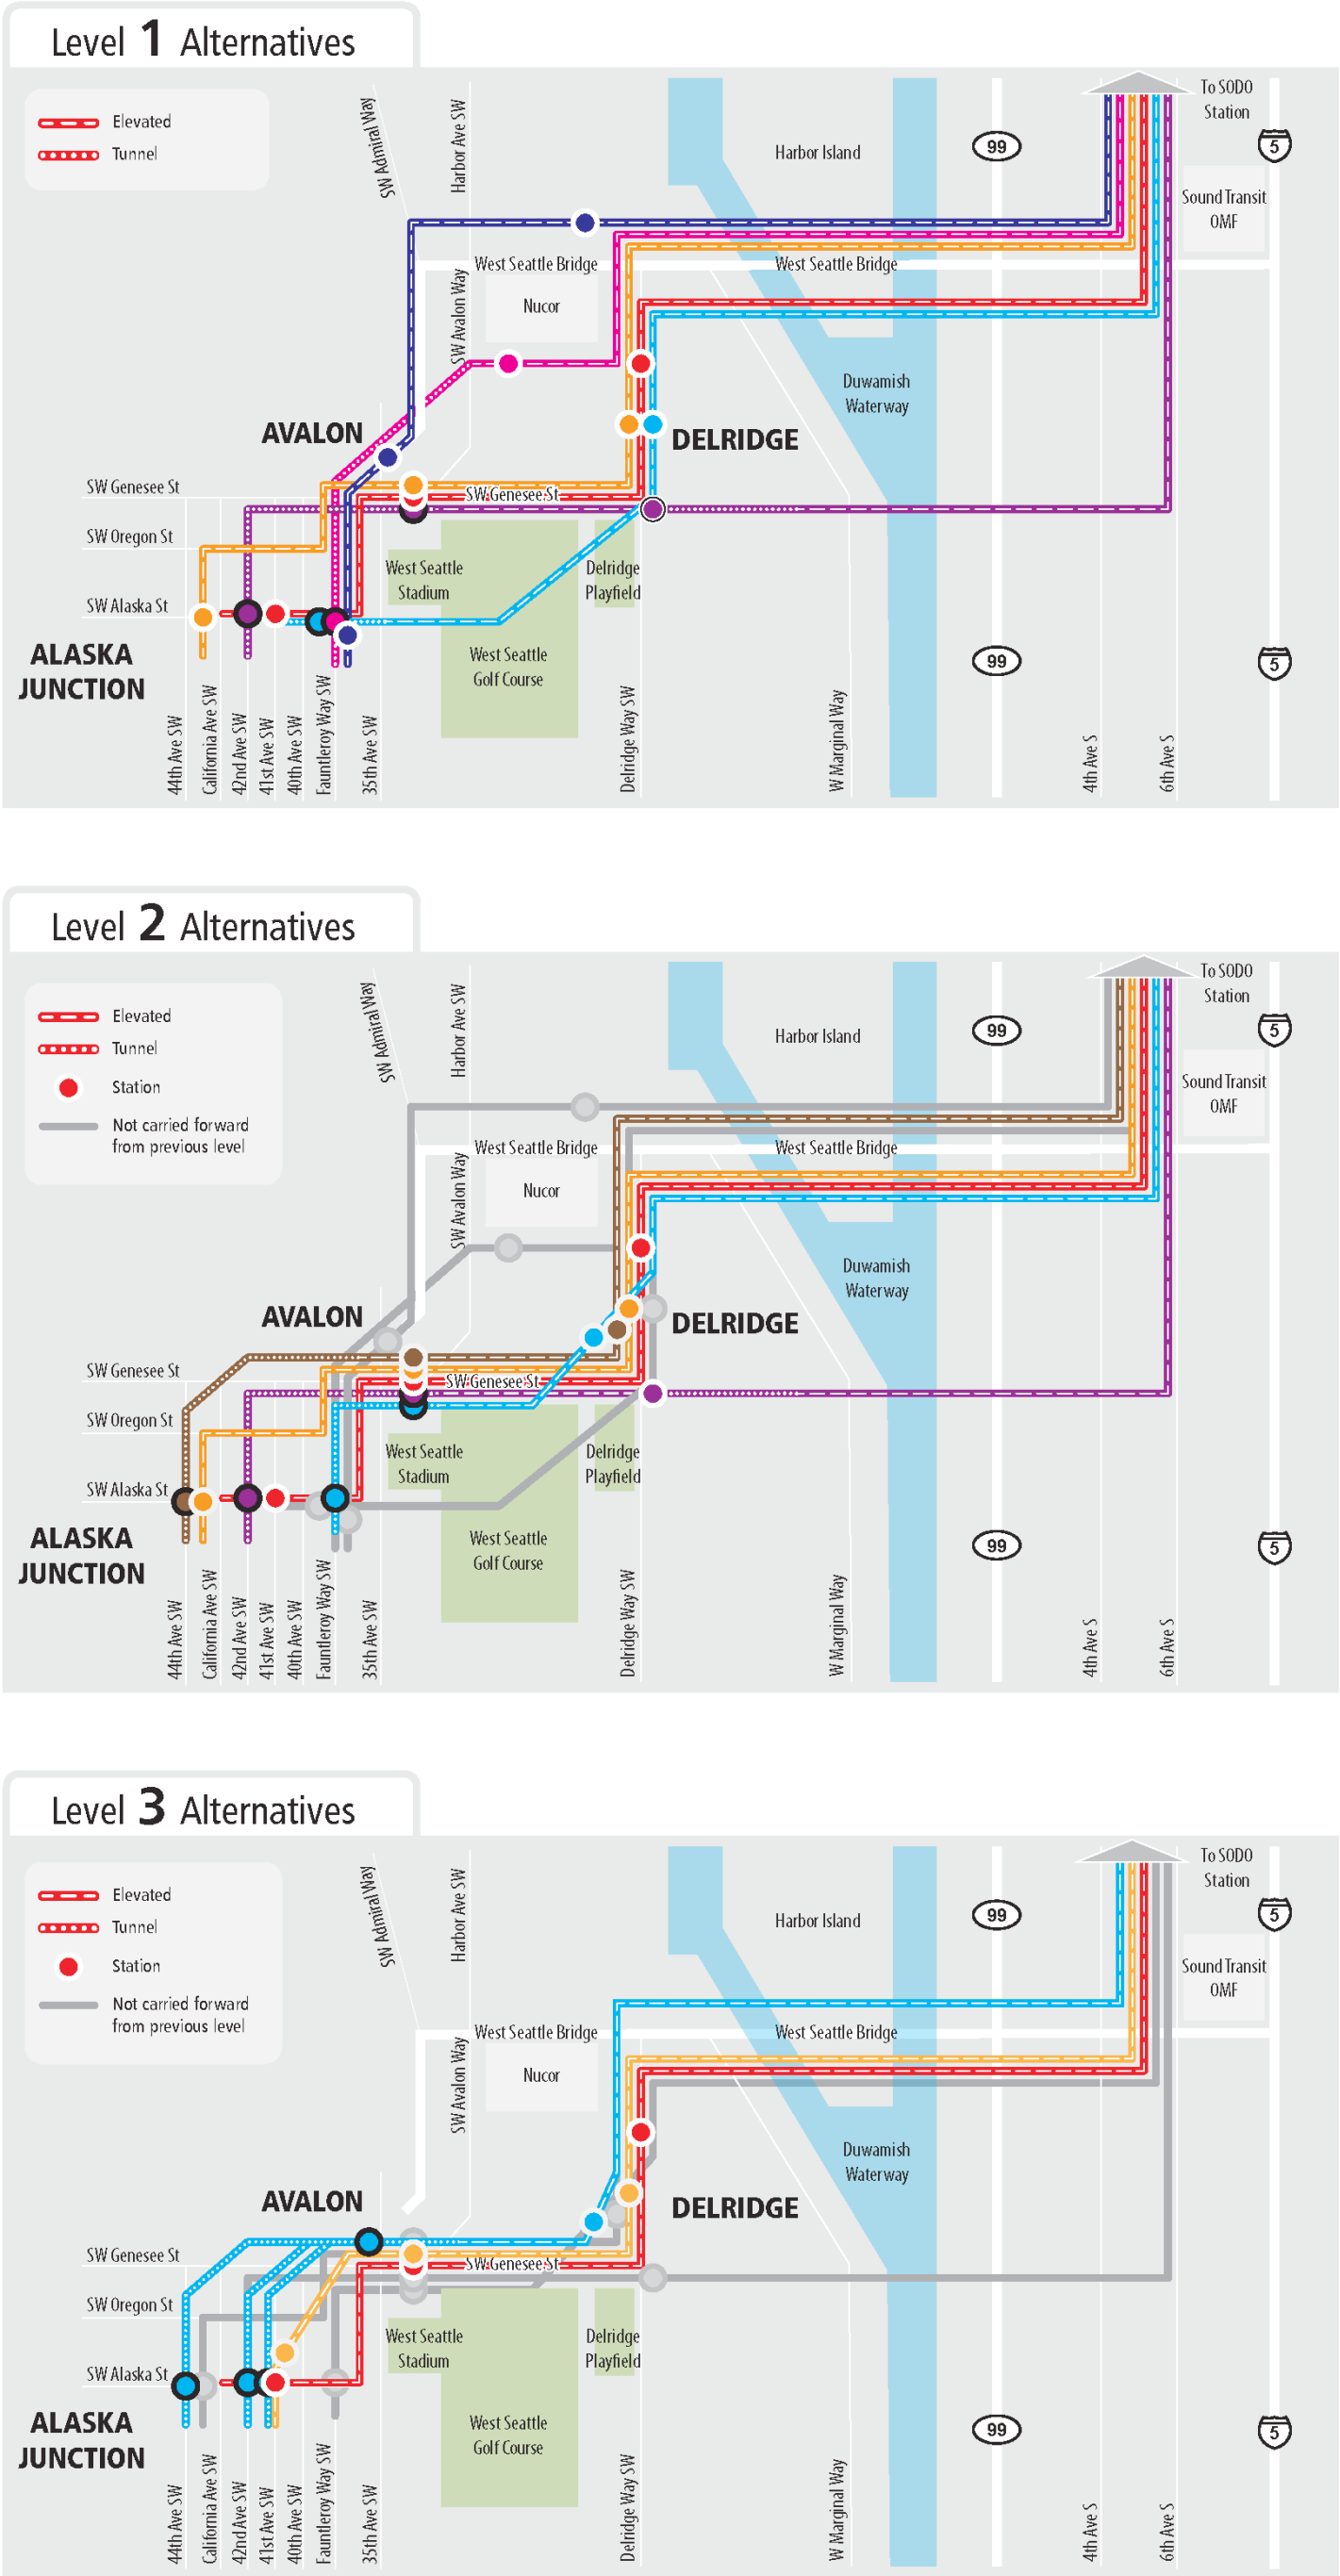 Level 1 Alternatives
Elevated
Tunnel
SW Admiral Way
Harbor Ave SW
Harbor Island
99
To SODO
Station
5
Sound Transit
OMF
West Seattle Bridge
West Seattle Bridge
Nucor
SW Avalon Way
Duwamish
Waterway
AVALON
DELRIDGE
SW Genesee St
SW Genesee St
SW Oregon St
West Seattle
Stadium
Delridge
Playfield
SW Alaska St
ALASKA
JUNCTION
West Seattle
Golf Course
99
5
44th Ave SW
California Ave SW
42nd Ave SW
41st Ave SW
40th Ave SW
Fauntleroy Way SW
35th Ave SW
Delridge Way SW
W Marginal Way
4th Ave S
6th Ave S
Level 2 Alternatives
Elevated
Tunnel
Station
Not carried forward
from previous level
SW Admiral Way
Harbor Ave SW
Harbor Island
99
To SODO
Station
5
Sound Transit
OMF
West Seattle Bridge
West Seattle Bridge
Nucor
SW Avalon Way
Duwamish
Waterway
AVALON
DELRIDGE
SW Genesee St
SW Genesee St
SW Oregon St
West Seattle
Stadium
Delridge
Playfield
SW Alaska St
ALASKA
JUNCTION
West Seattle
Golf Course
99
5
44th Ave SW
California Ave SW
42nd Ave SW
41st Ave SW
40th Ave SW
Fauntleroy Way SW
35th Ave SW
Delridge Way SW
W Marginal Way
4th Ave S
6th Ave S
Level 3 Alternatives
Elevated
Tunnel
Station
Not carried forward
from previous level
SW Admiral Way
Harbor Ave SW
Harbor Island
99
To SODO
Station
5
Sound Transit
OMF
West Seattle Bridge
West Seattle Bridge
Nucor
SW Avalon Way
Duwamish
Waterway
AVALON
DELRIDGE
SW Genesee St
SW Genesee St
SW Oregon St
West Seattle
Stadium
Delridge
Playfield
SW Alaska St
ALASKA
JUNCTION
West Seattle
Golf Course
99
5
44th Ave SW
California Ave SW
42nd Ave SW
41st Ave SW
40th Ave SW
Fauntleroy Way SW
35th Ave SW
Delridge Way SW
W Marginal Way
4th Ave S
6th Ave S